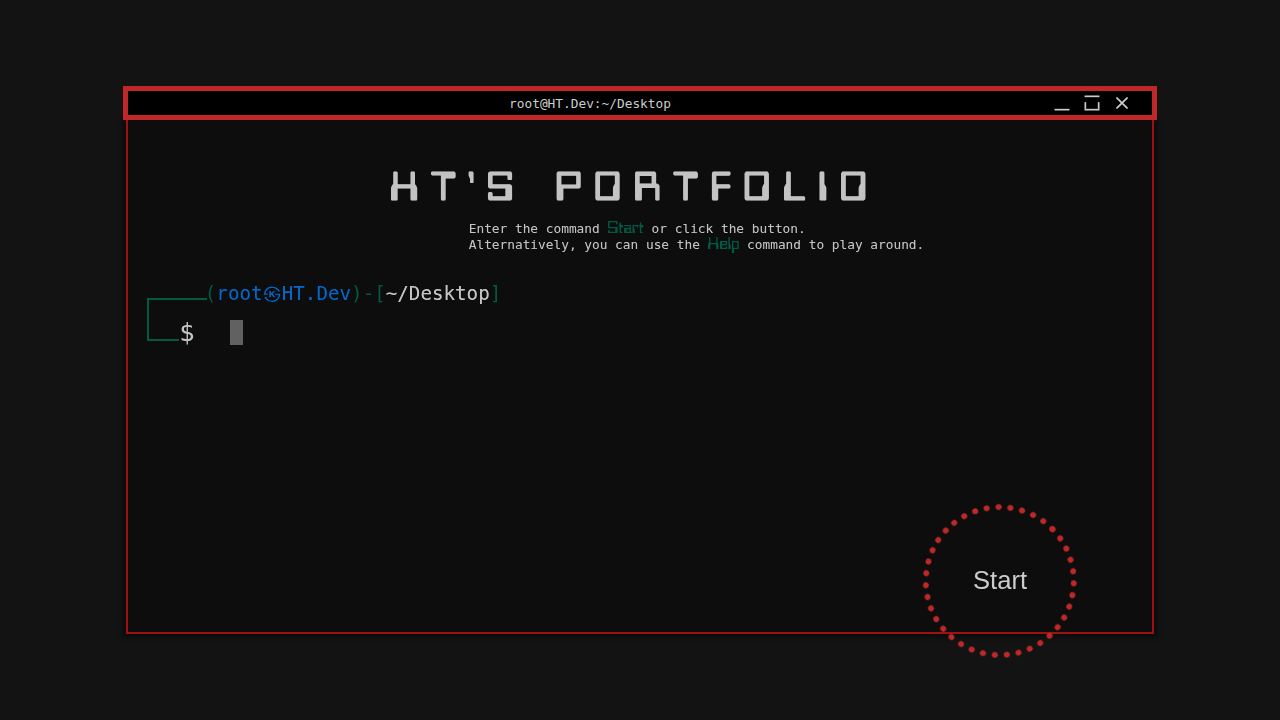 root@HT.Dev:~/Desktop
HT'S PORTFOLIO
Enter the command Start or click the button.
Alternatively, you can use the Help command to play around.
(root㉿HT.Dev)-[~/Desktop]
$
Start